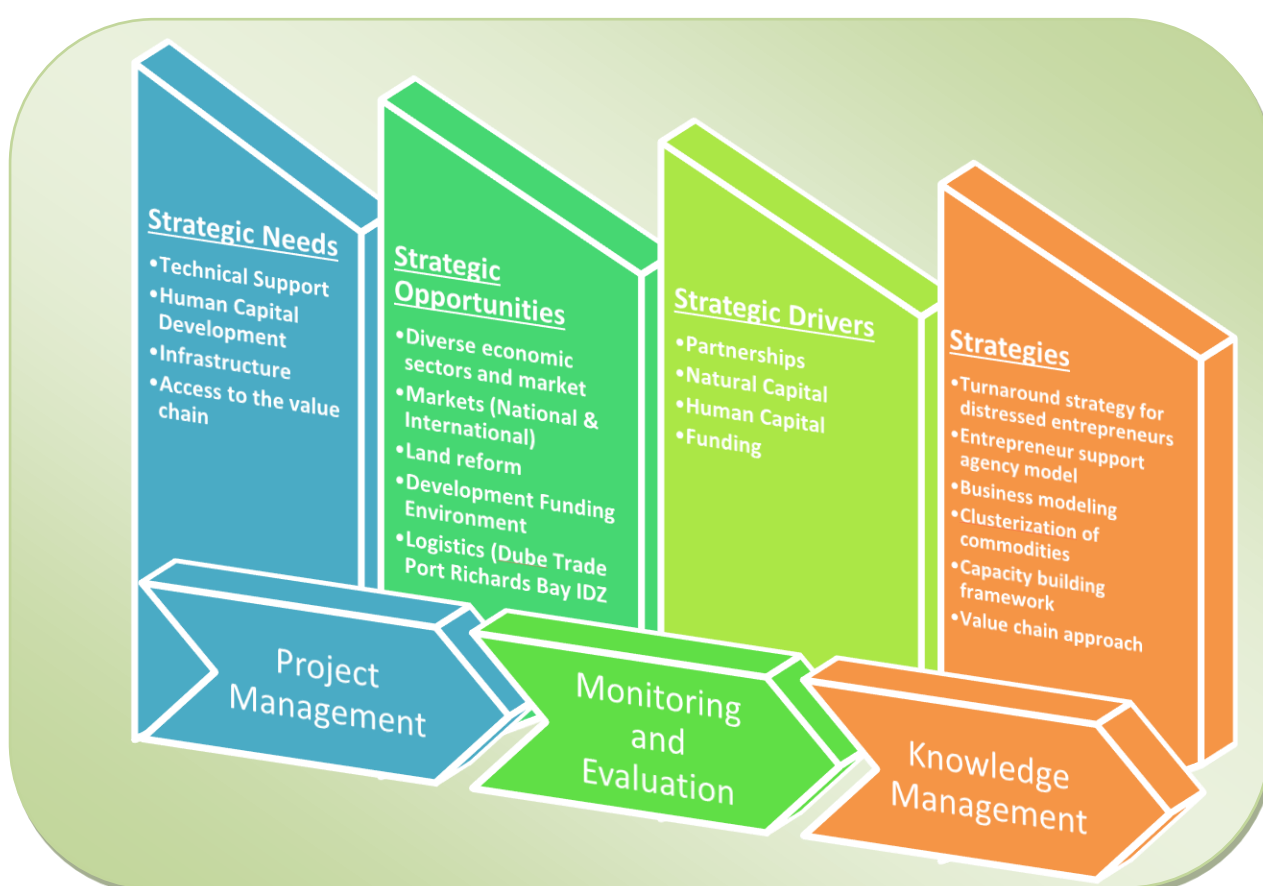 Strategic Needs
•Technical Support
•Human Capital
Development
•Infrastructure
•Access to the value
chain
Strategic
Opportunities
•Diverse economic
sectors and market
•Markets (National &
International)
•Land reform
•Development Funding
Environment
•Logistics (Dube Trade
Port Richards Bay IDZ
Strategic Drivers
•Partnerships
•Natural Capital
•Human Capital
•Funding
Strategies
•Turnaround strategy for
distressed entrepreneurs
•Entrepreneur support
agency model
•Business modeling
•Clusterization of
commodities
•Capacity building
framework
•Value chain approach
Project
Management
Monitoring
and
Evaluation
Knowledge
Management